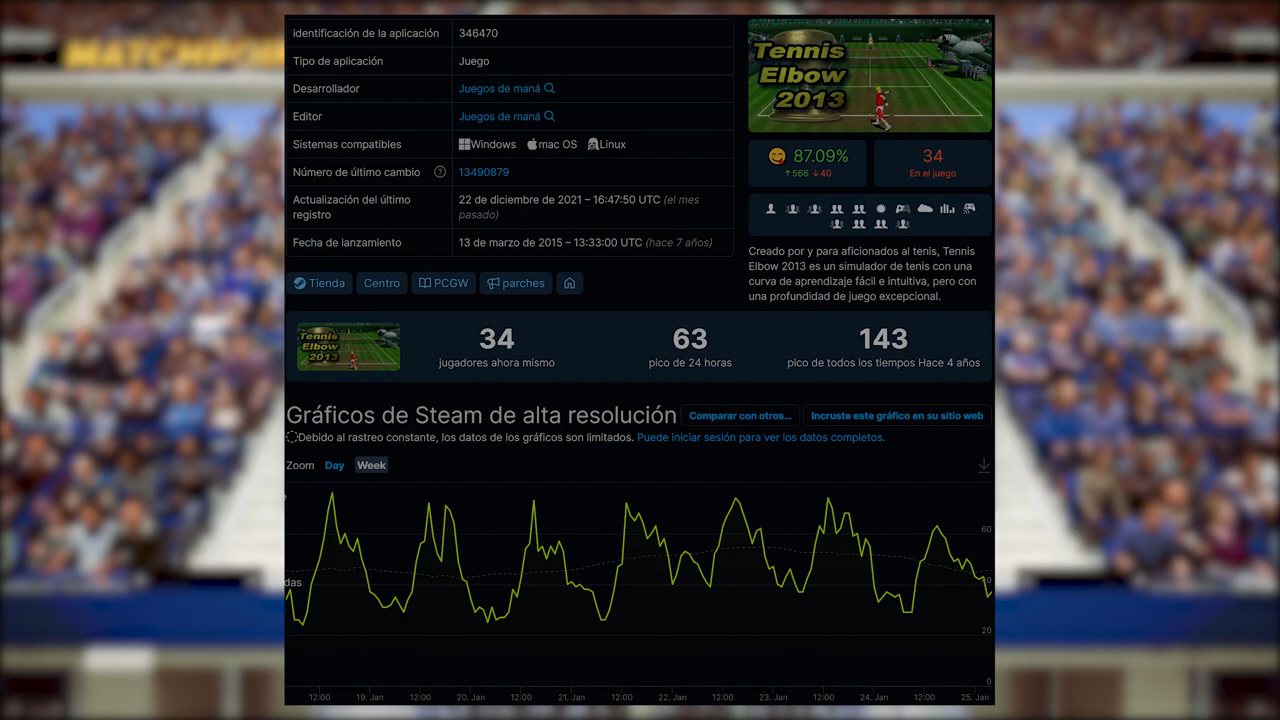 MATCHPOINT
identificación de la aplicación 346470
Tipo de aplicación Juego
Desarrollador Juegos de maná
Editor Juegos de maná
Sistemas compatibles Windows mac OS Linux
Número de último cambio ? 13490879
Actualización del último registro 22 de diciembre de 2021 – 16:47:50 UTC (el mes pasado)
Fecha de lanzamiento 13 de marzo de 2015 – 13:33:00 UTC (hace 7 años)
Tienda Centro PCGW parches
Tennis
Elbow
2013
87.09%
↑566 ↓40
34
En el juego
Creado por y para aficionados al tenis, Tennis
Elbow 2013 es un simulador de tenis con una
curva de aprendizaje fácil e intuitiva, pero con
una profundidad de juego excepcional.
Tennis
Elbow
2013
34
jugadores ahora mismo
63
pico de 24 horas
143
pico de todos los tiempos Hace 4 años
Gráficos de Steam de alta resolución Comparar con otros... Incruste este gráfico en su sitio web
Debido al rastreo constante, los datos de los gráficos son limitados. Puede iniciar sesión para ver los datos completos.
Zoom Day Week
60
das
40
20
0
12:00 19. Jan 12:00 20. Jan 12:00 21. Jan 12:00 22. Jan 12:00 23. Jan 12:00 24. Jan 12:00 25. Jan